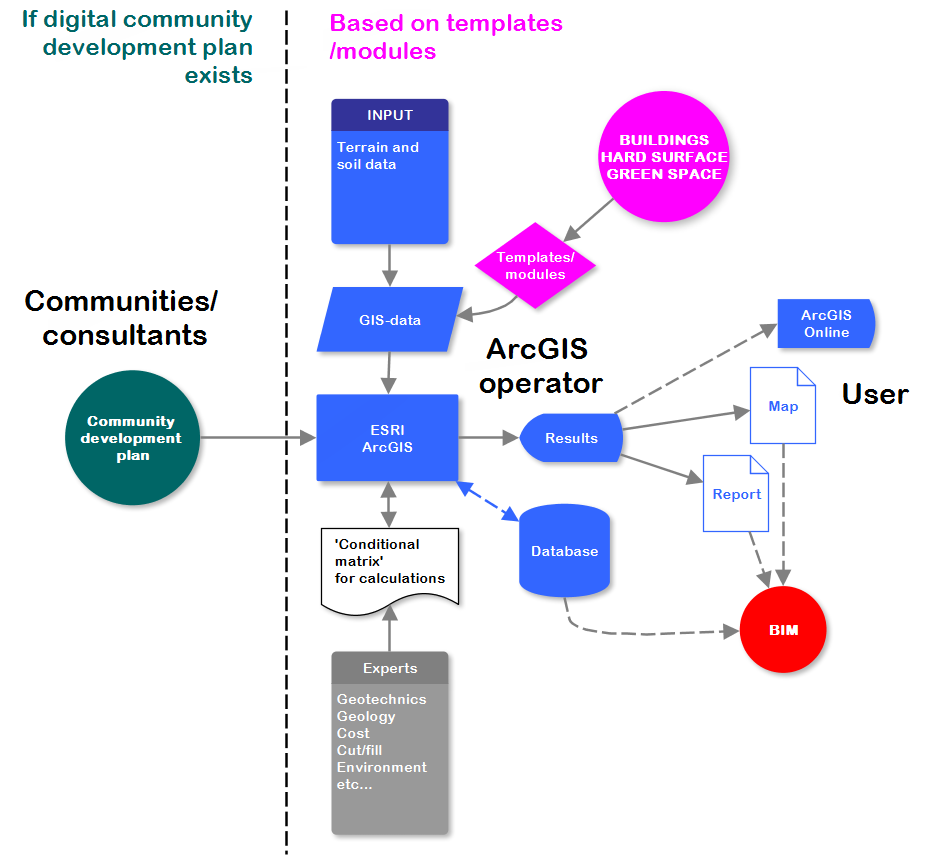 If digital community
development plan
exists
Based on templates
/modules
INPUT
Terrain and
soil data
BUILDINGS
HARD SURFACE
GREEN SPACE
Templates/
modules
GIS-data
Communities/
consultants
ArcGIS
operator
ArcGIS
Online
User
Community
development
plan
ESRI
ArcGIS
Results
Map
Report
Database
'Conditional
matrix'
for calculations
BIM
Experts
Geotechnics
Geology
Cost
Cut/fill
Environment
etc...